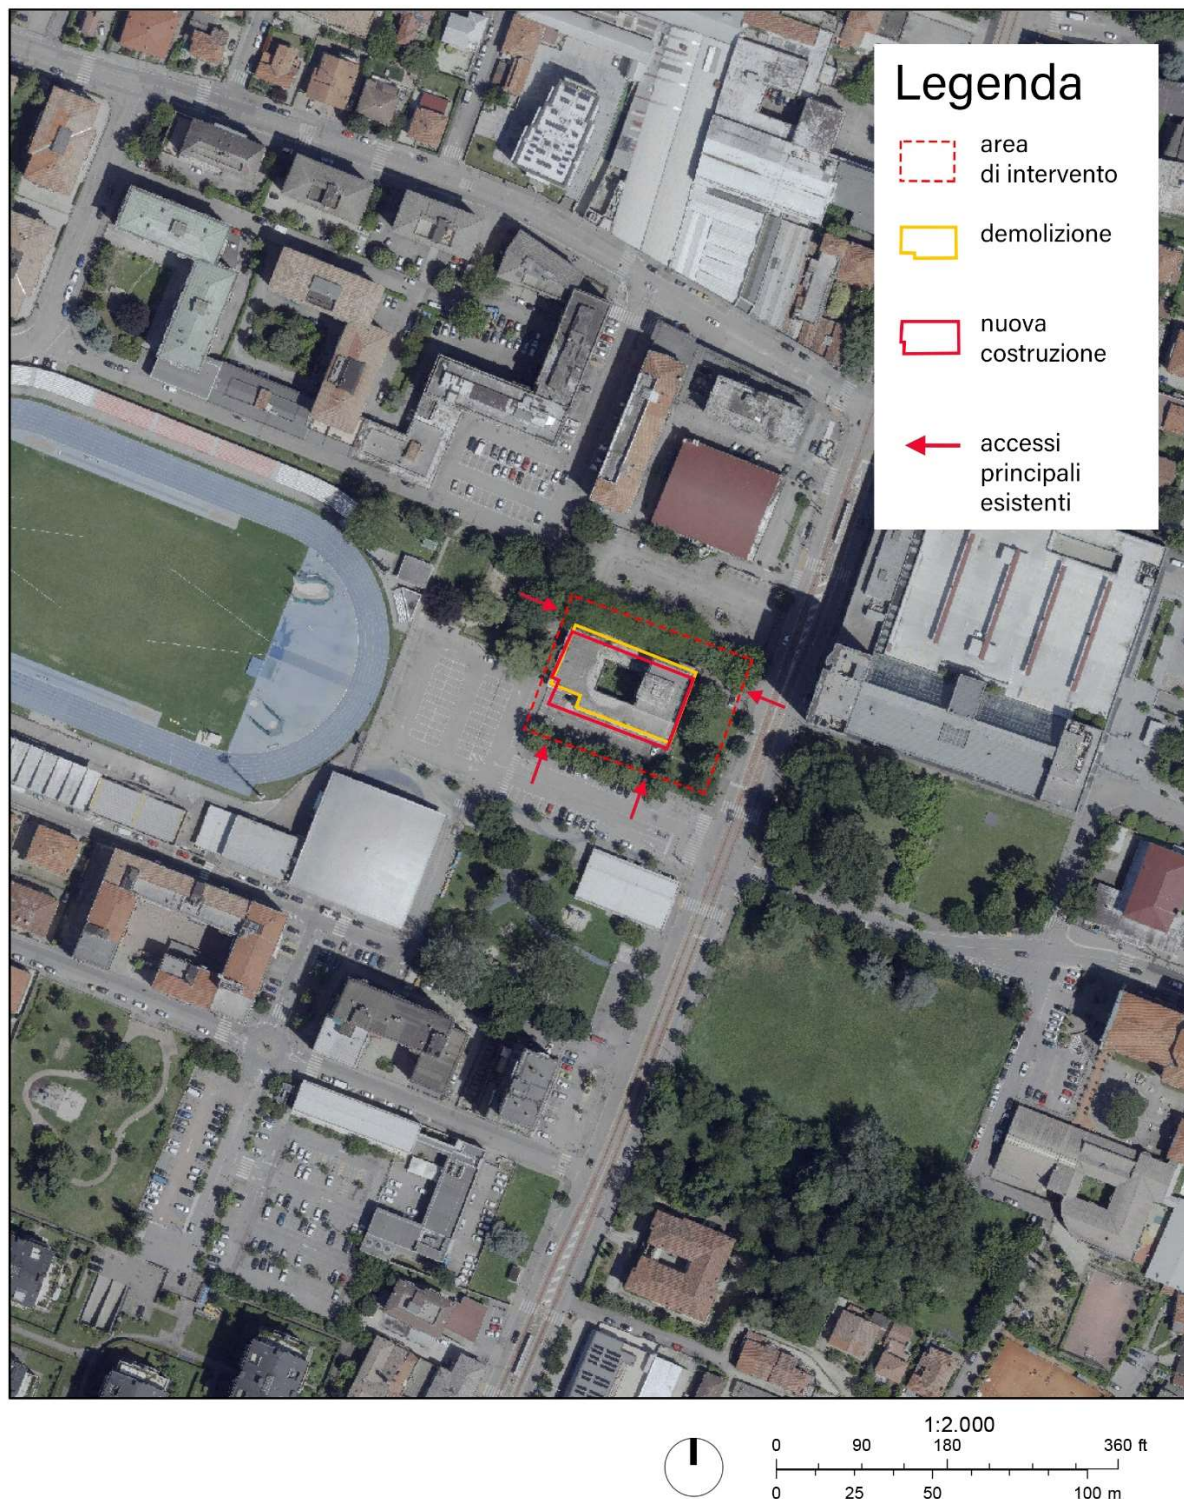 Legenda
area
di intervento
demolizione
nuova
costruzione
accessi
principali
esistenti
1:2.000
0 90 180 360 ft
0 25 50 100 m